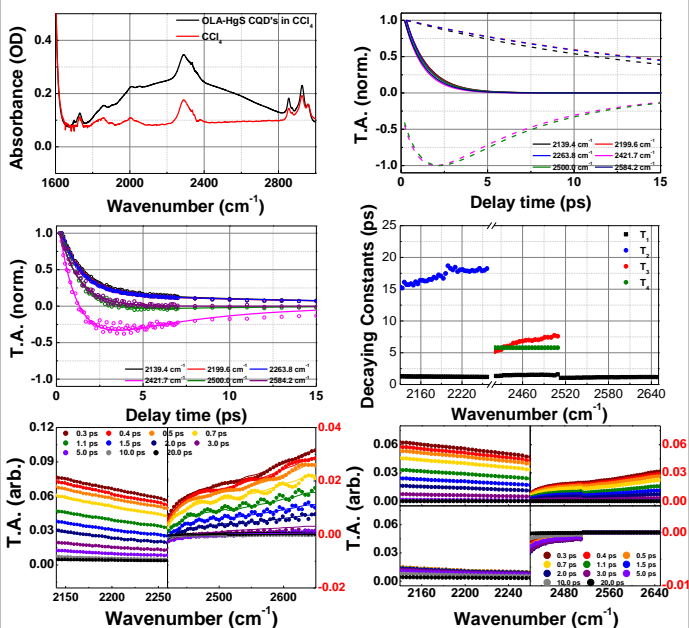 Absorbance (OD)
0.4
0.2
0.0
OLA-HgS CQD's in CCl4
CCl4
1600 2000 2400 2800
Wavenumber (cm-1)
T.A. (norm.)
1.0
0.5
0.0
-0.5
-1.0
2139.4 cm-1 2199.6 cm-1
2263.8 cm-1 2421.7 cm-1
2500.0 cm-1 2584.2 cm-1
0 5 10 15
Delay time (ps)
T.A. (norm.)
1.0
0.5
0.0
-0.5
-1.0
2139.4 cm-1 2199.6 cm-1 2263.8 cm-1
2421.7 cm-1 2500.0 cm-1 2584.2 cm-1
0 5 10 15
Delay time (ps)
Decaying Constants (ps)
25
20
15
10
5
0
T1
T2
T3
T4
2160 2220 2460 2520 2580 2640
Wavenumber (cm-1)
T.A. (arb.)
0.12
0.09
0.06
0.03
0.00
0.3 ps 0.4 ps 0.5 ps 0.7 ps
1.1 ps 1.5 ps 2.0 ps 3.0 ps
5.0 ps 10.0 ps 20.0 ps
0.04
0.02
0.00
-0.02
2150 2200 2250 2500 2600
Wavenumber (cm-1)
T.A. (arb.)
0.06
0.03
0.00
0.06
0.03
0.00
0.00
-0.01
0.3 ps 0.4 ps 0.5 ps
0.7 ps 1.1 ps 1.5 ps
2.0 ps 3.0 ps 5.0 ps
10.0 ps 20.0 ps
2160 2240 2480 2560 2640
Wavenumber (cm-1)